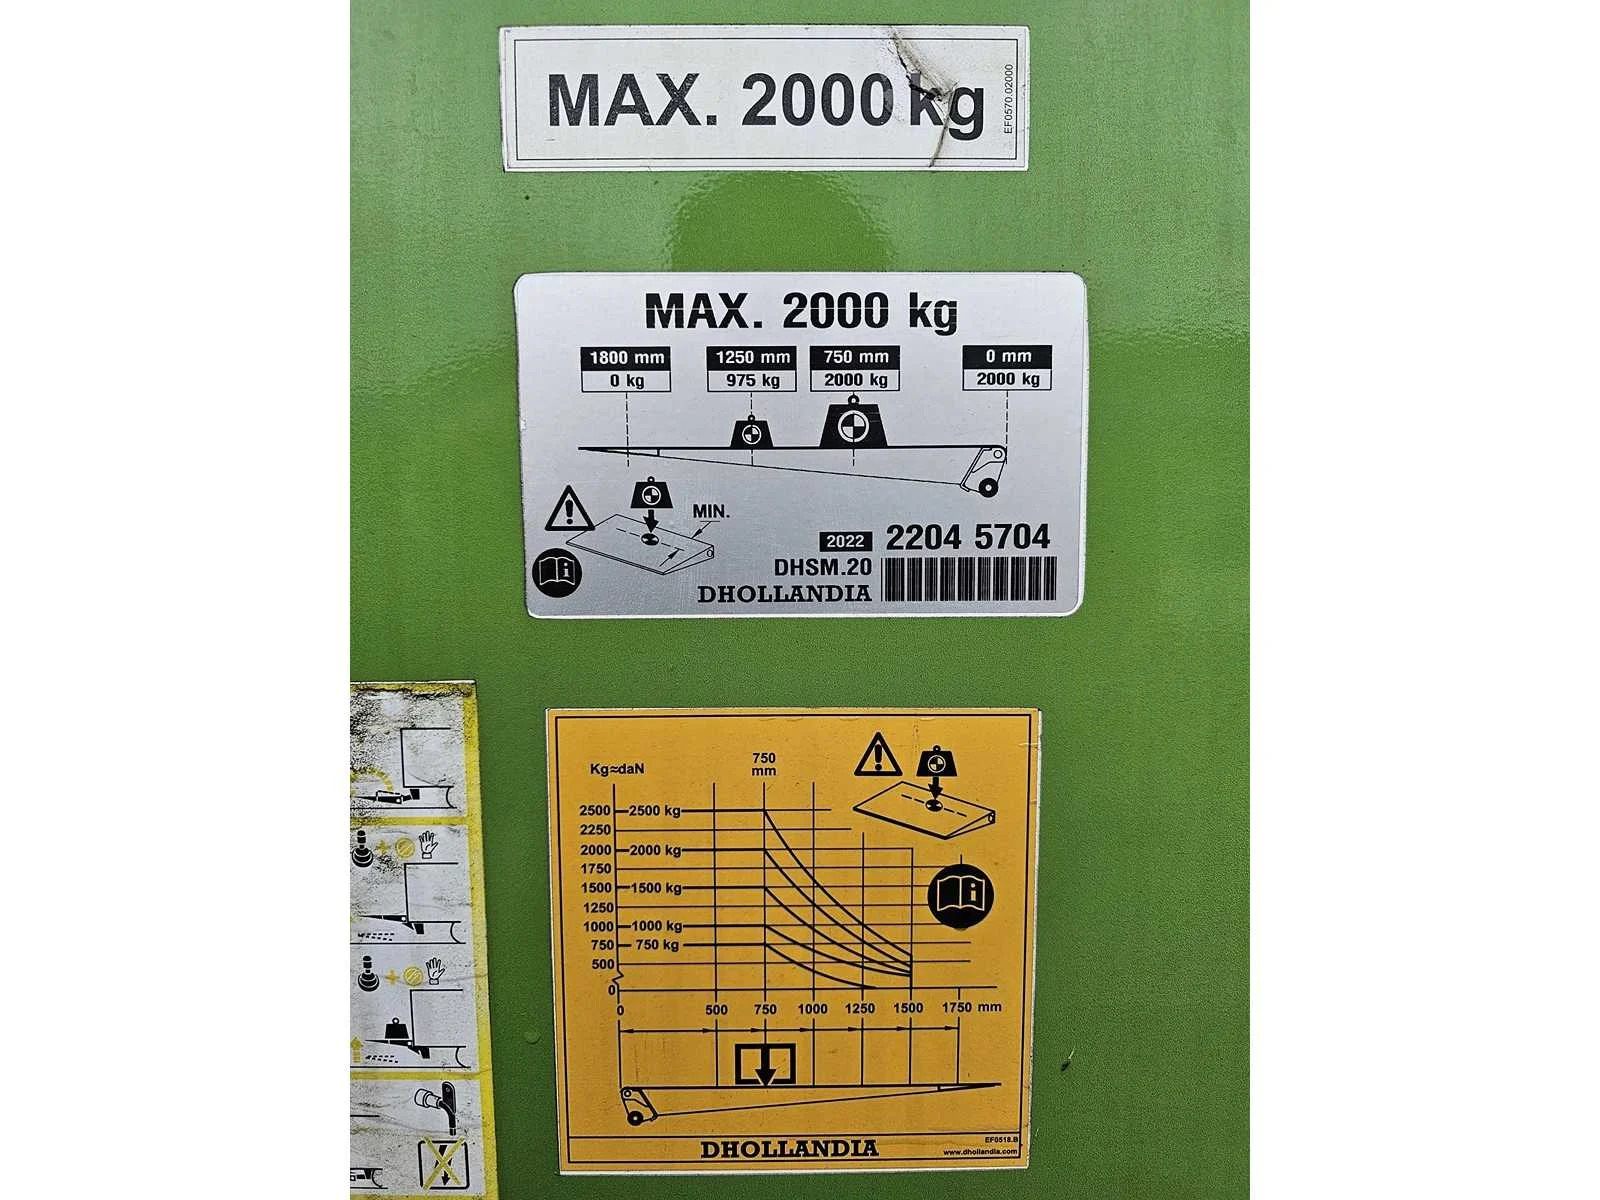 MAX. 2000 kg
EF0570.02000
MAX. 2000 kg
1800 mm 1250 mm 750 mm 0 mm
0 kg 975 kg 2000 kg 2000 kg
MIN.
2022 2204 5704
DHSM.20
DHOLLANDIA
Kg≈daN
750
mm
2500 2500 kg
2250
2000 2000 kg
1750
1500 1500 kg
1250
1000 1000 kg
750 750 kg
500
0
0 500 750 1000 1250 1500 1750 mm
DHOLLANDIA
EF0518.B
www.dhollandia.com